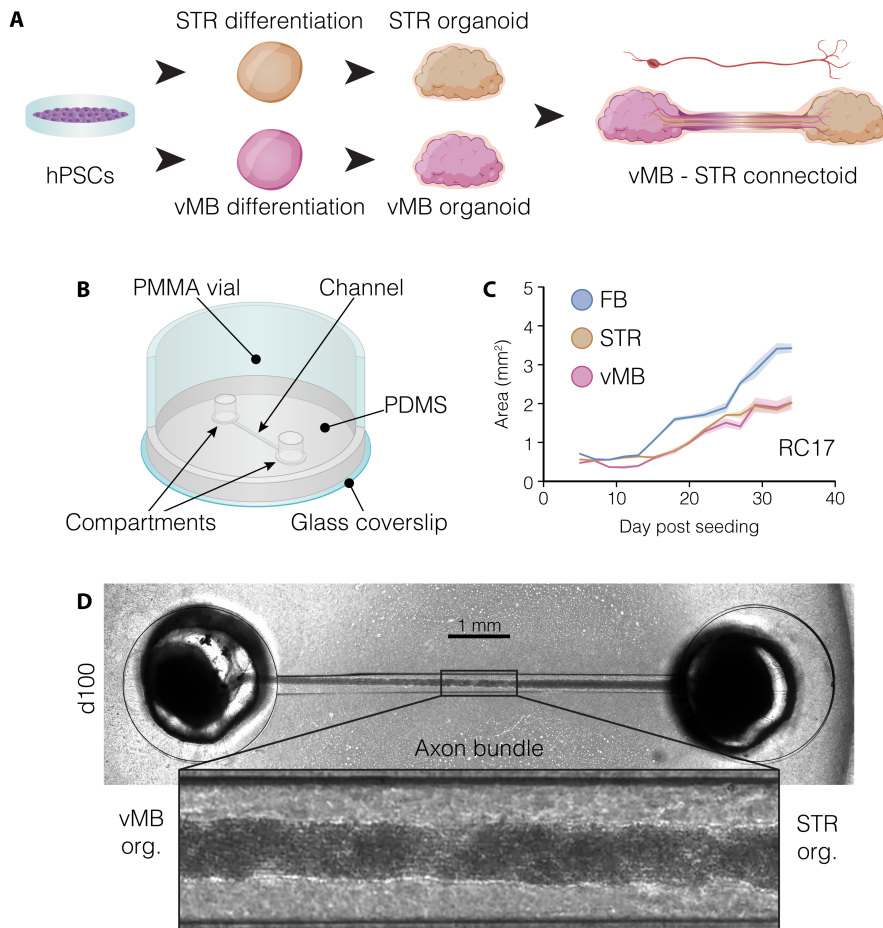 A
STR differentiation
STR organoid
hPSCs
vMB differentiation
vMB organoid
vMB - STR connectoid
B
PMMA vial
Channel
PDMS
Compartments
Glass coverslip
C
5
4
3
2
1
0
Area (mm²)
FB
STR
vMB
RC17
0
10
20
30
40
Day post seeding
D
d100
1 mm
Axon bundle
vMB
org.
STR
org.